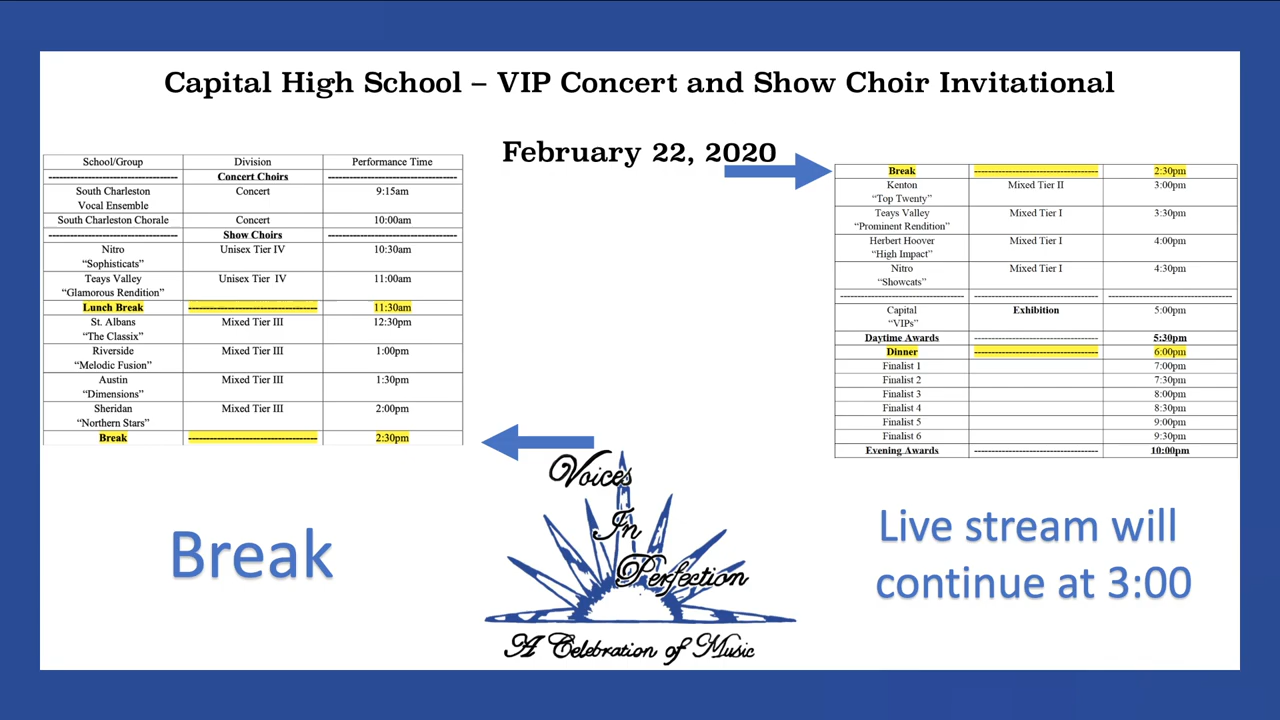 Capital High School – VIP Concert and Show Choir Invitational
February 22, 2020
School/Group Division Performance Time
---------------------------------------- Concert Choirs ----------------------------------------
South Charleston Concert 9:15am
Vocal Ensemble
South Charleston Chorale Concert 10:00am
---------------------------------------- Show Choirs ----------------------------------------
Nitro Unisex Tier IV 10:30am
“Sophisticats”
Teays Valley Unisex Tier IV 11:00am
“Glamorous Rendition”
Lunch Break ---------------------------------------- 11:30am
St. Albans Mixed Tier III 12:30pm
“The Classix”
Riverside Mixed Tier III 1:00pm
“Melodic Fusion”
Austin Mixed Tier III 1:30pm
“Dimensions”
Sheridan Mixed Tier III 2:00pm
“Northern Stars”
Break ---------------------------------------- 2:30pm
Break ---------------------------------------- 2:30pm
Kenton Mixed Tier II 3:00pm
“Top Twenty”
Teays Valley Mixed Tier I 3:30pm
“Prominent Rendition”
Herbert Hoover Mixed Tier I 4:00pm
“High Impact”
Nitro Mixed Tier I 4:30pm
“Showcats”
---------------------------------------- ---------------------------------------- ----------------------------------------
Capital Exhibition 5:00pm
“VIPs”
Daytime Awards ---------------------------------------- 5:30pm
Dinner ---------------------------------------- 6:00pm
Finalist 1 7:00pm
Finalist 2 7:30pm
Finalist 3 8:00pm
Finalist 4 8:30pm
Finalist 5 9:00pm
Finalist 6 9:30pm
Evening Awards ---------------------------------------- 10:00pm
Break
Voices
In
Perfection
A Celebration of Music
Live stream will
continue at 3:00